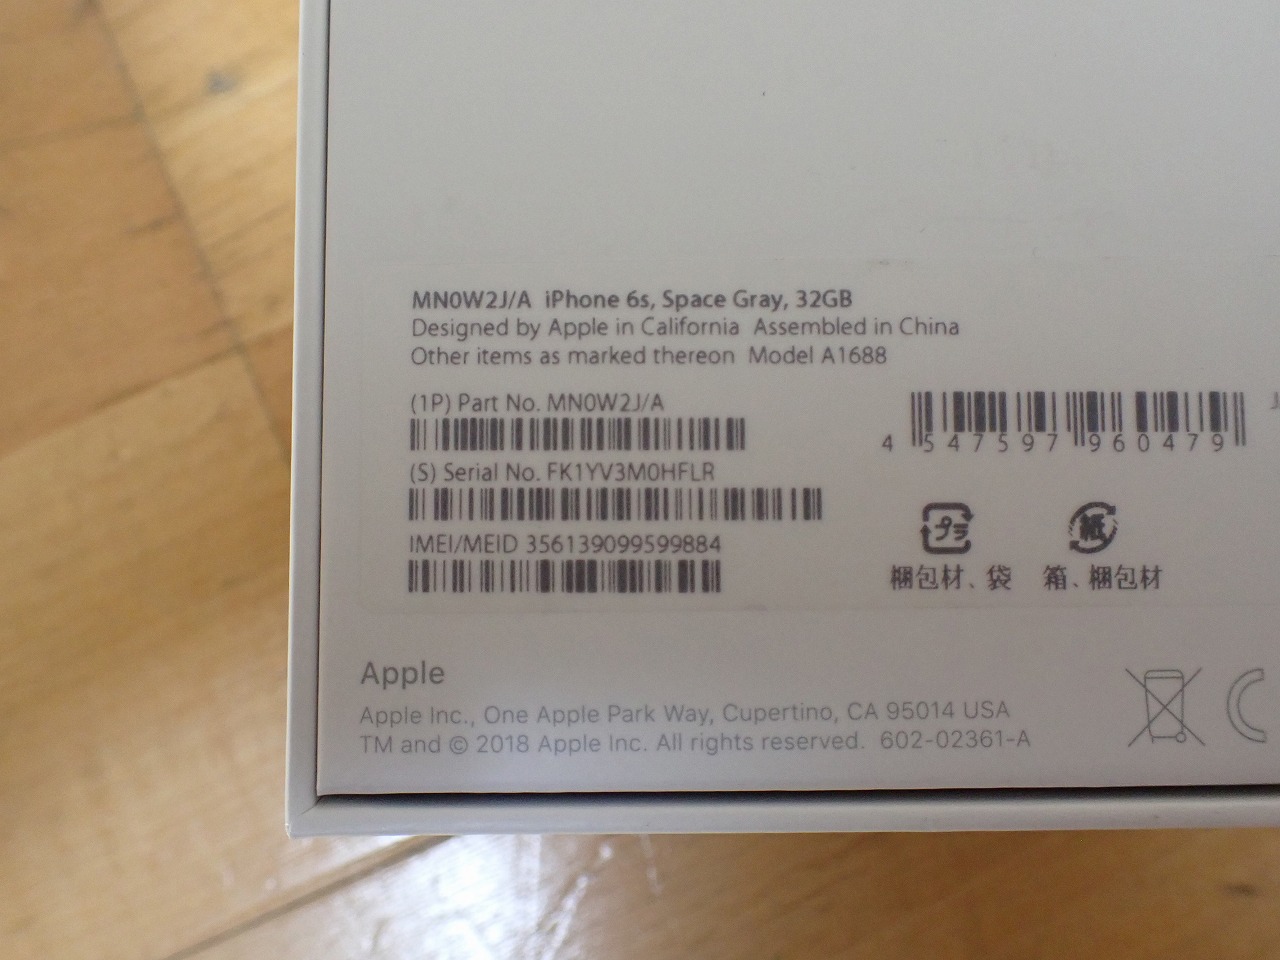 MN0W2J/A iPhone 6s, Space Gray, 32GB
Designed by Apple in California Assembled in China
Other items as marked thereon Model A1688
(1P) Part No. MN0W2J/A
(S) Serial No. FK1YV3M0HFLR
IMEI/MEID 356139099599884
4 547597 960479
プラ
紙
梱包材、袋
箱、梱包材
Apple
Apple Inc., One Apple Park Way, Cupertino, CA 95014 USA
TM and © 2018 Apple Inc. All rights reserved. 602-02361-A